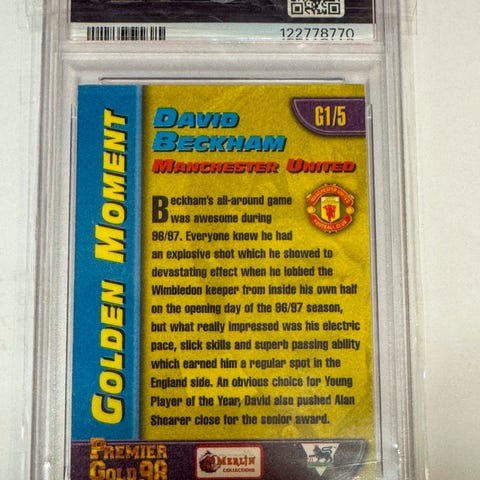 122778770
G1/5
DAVID
BECKHAM
MANCHESTER UNITED
GOLDEN MOMENT
Beckham's all-around game
was awesome during
96/97. Everyone knew he had
an explosive shot which he showed to
devastating effect when he lobbed the
Wimbledon keeper from inside his own half
on the opening day of the 96/97 season,
but what really impressed was his electric
pace, slick skills and superb passing ability
which earned him a regular spot in the
England side. An obvious choice for Young
Player of the Year, David also pushed Alan
Shearer close for the senior award.
MANCHESTER UNITED
FOOTBALL CLUB
PREMIER
GOLD 98
MERLIN
COLLECTIONS